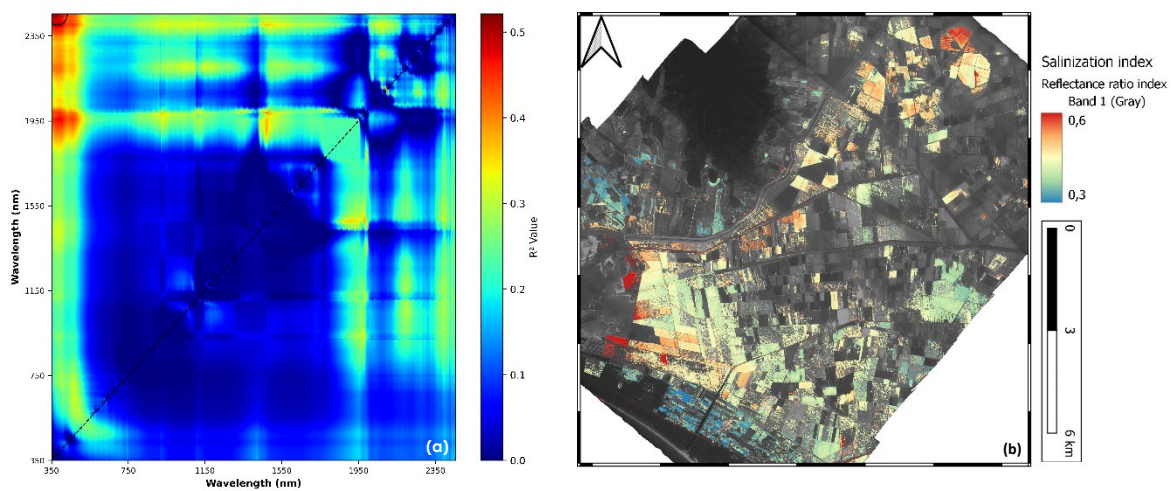 2350
1950
1550
1130
750
350
Wavelength (nm)
350
750
1150
1550
1950
2350
Wavelength (nm)
(a)
0.5
0.4
0.3
0.2
0.1
0.0
R² Value
(b)
Salinization index
Reflectance ratio index
Band 1 (Gray)
0,6
0,3
0
3
6 km